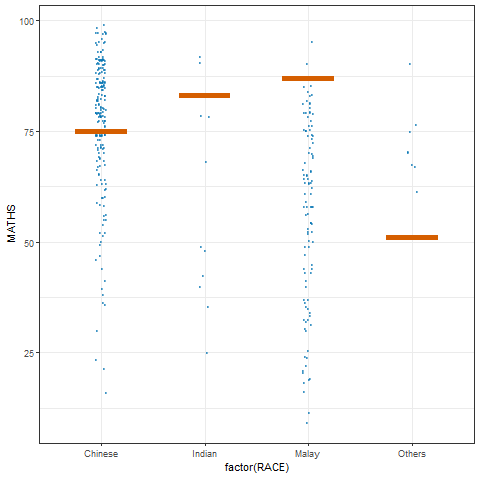 100
75
50
25
MATHS
Chinese
Indian
Malay
Others
factor(RACE)